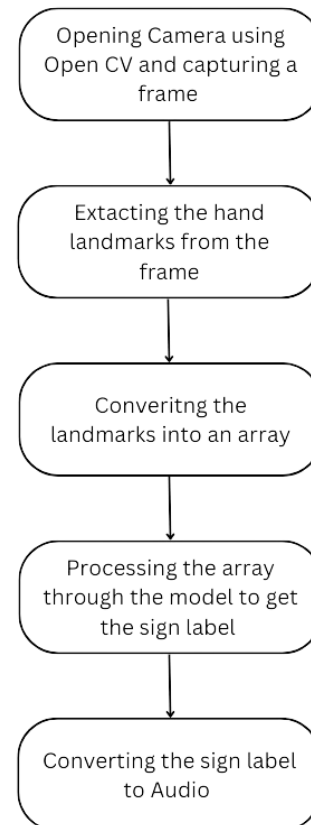 Opening Camera using
Open CV and capturing a
frame
Extacting the hand
landmarks from the
frame
Converitng the
landmarks into an array
Processing the array
through the model to get
the sign label
Converting the sign label
to Audio